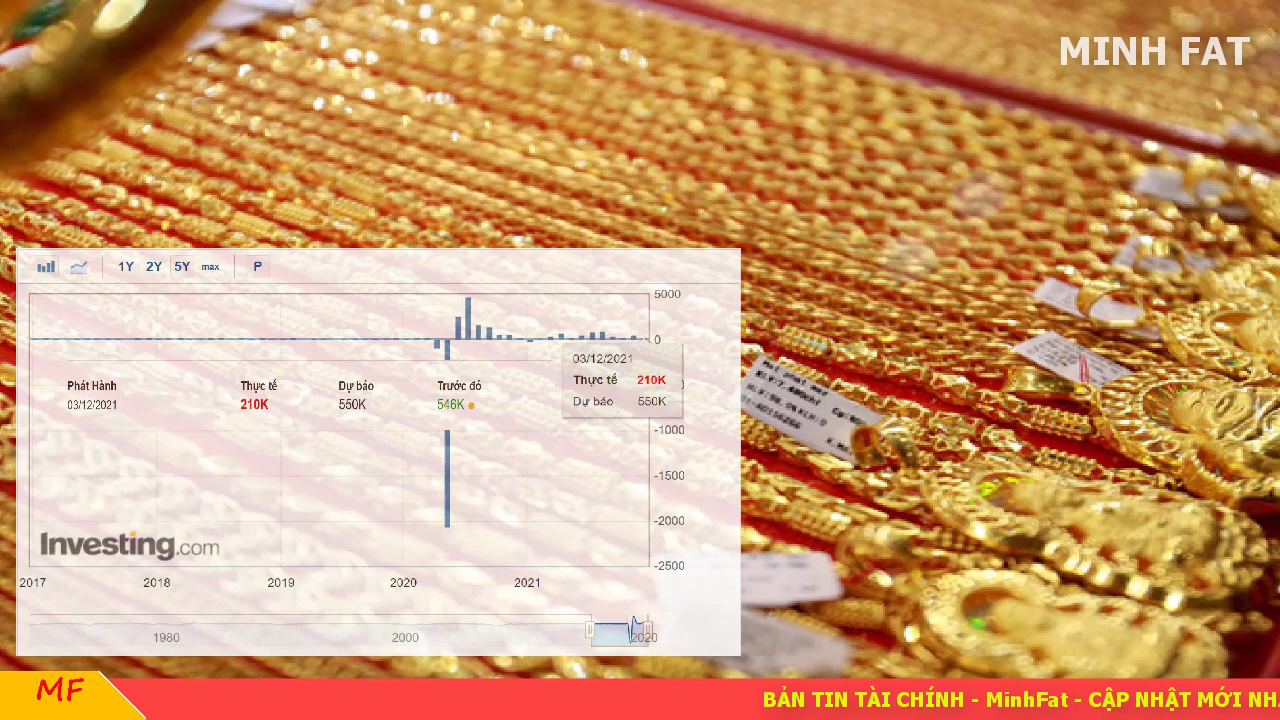 MINH FAT
1Y 2Y 5Y max P
5000
0
03/12/2021
Thực tế 210K
Dự báo 550K
Phát Hành Thực tế Dự báo Trước đó
03/12/2021 210K 550K 546K
-1000
-1500
-2000
-2500
Investing.com
2017 2018 2019 2020 2021
1980 2000 2020
MF
BẢN TIN TÀI CHÍNH - MinhFat - CẬP NHẬT MỚI NH